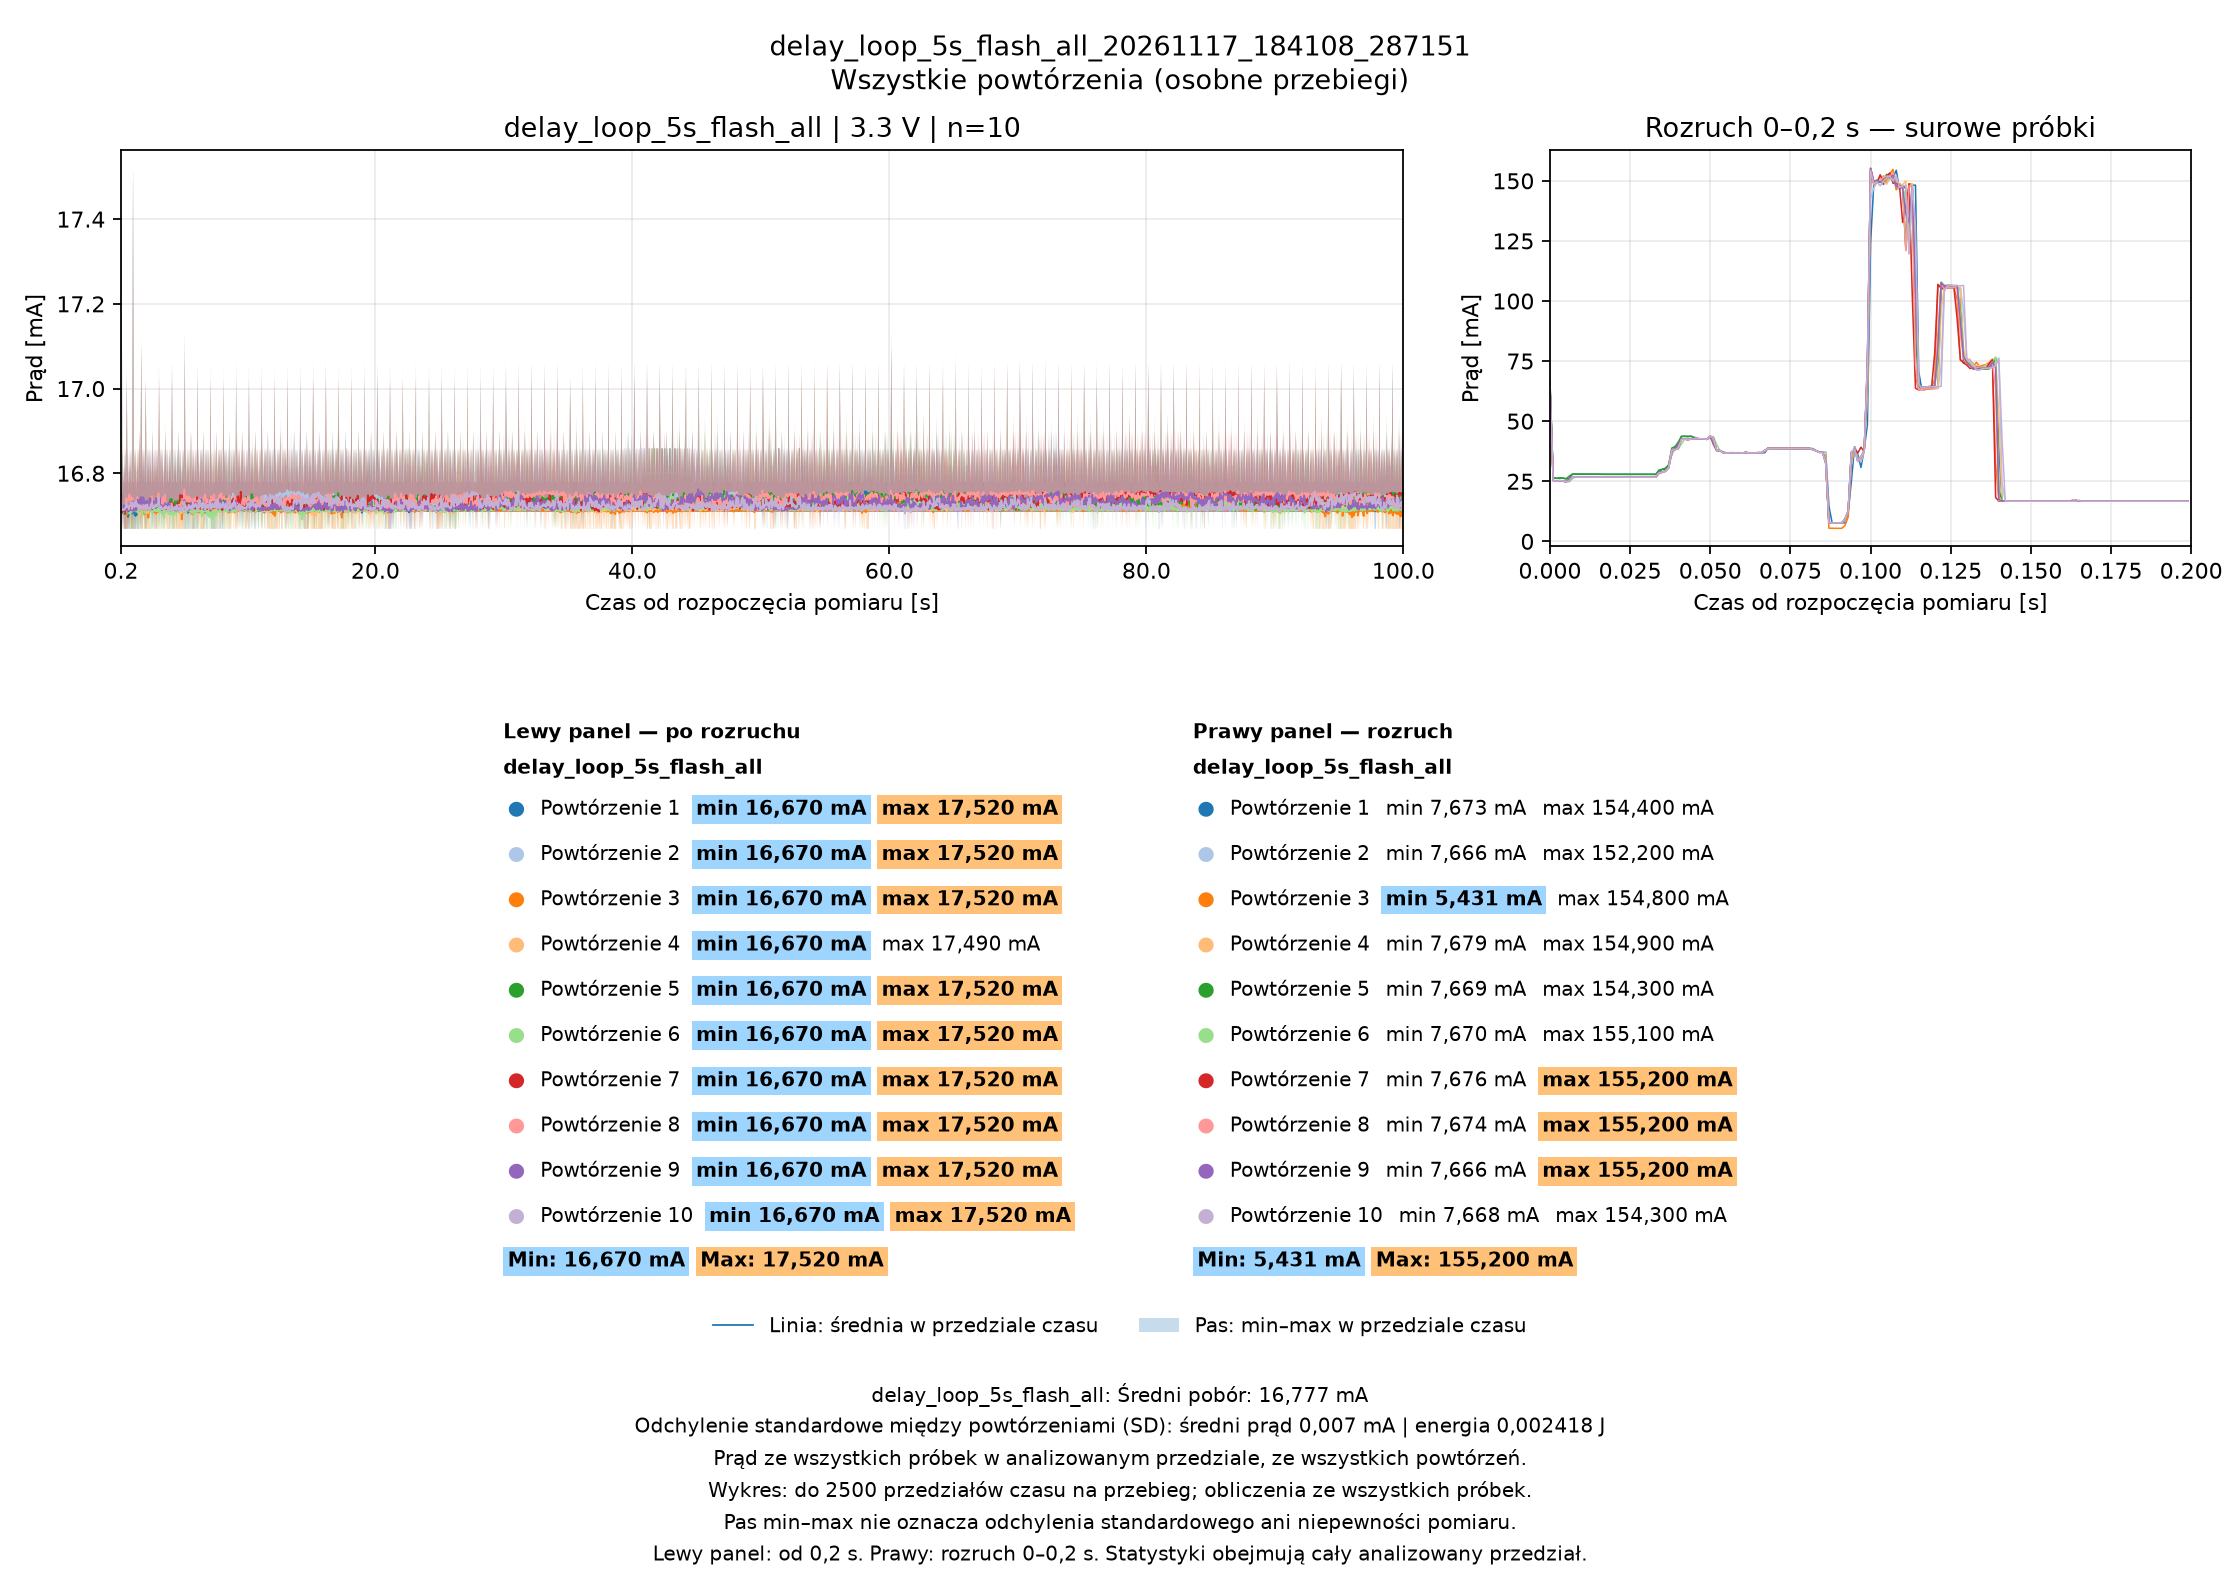 delay_loop_5s_flash_all_20261117_184108_287151
Wszystkie powtórzenia (osobne przebiegi)
delay_loop_5s_flash_all | 3.3 V | n=10
Prąd [mA]
17.4
17.2
17.0
16.8
0.2 20.0 40.0 60.0 80.0 100.0
Czas od rozpoczęcia pomiaru [s]
Rozruch 0–0,2 s — surowe próbki
Prąd [mA]
150
125
100
75
50
25
0
0.000 0.025 0.050 0.075 0.100 0.125 0.150 0.175 0.200
Czas od rozpoczęcia pomiaru [s]
Lewy panel — po rozruchu
delay_loop_5s_flash_all
Powtórzenie 1 min 16,670 mA max 17,520 mA
Powtórzenie 2 min 16,670 mA max 17,520 mA
Powtórzenie 3 min 16,670 mA max 17,520 mA
Powtórzenie 4 min 16,670 mA max 17,490 mA
Powtórzenie 5 min 16,670 mA max 17,520 mA
Powtórzenie 6 min 16,670 mA max 17,520 mA
Powtórzenie 7 min 16,670 mA max 17,520 mA
Powtórzenie 8 min 16,670 mA max 17,520 mA
Powtórzenie 9 min 16,670 mA max 17,520 mA
Powtórzenie 10 min 16,670 mA max 17,520 mA
Min: 16,670 mA Max: 17,520 mA
Prawy panel — rozruch
delay_loop_5s_flash_all
Powtórzenie 1 min 7,673 mA max 154,400 mA
Powtórzenie 2 min 7,666 mA max 152,200 mA
Powtórzenie 3 min 5,431 mA max 154,800 mA
Powtórzenie 4 min 7,679 mA max 154,900 mA
Powtórzenie 5 min 7,669 mA max 154,300 mA
Powtórzenie 6 min 7,670 mA max 155,100 mA
Powtórzenie 7 min 7,676 mA max 155,200 mA
Powtórzenie 8 min 7,674 mA max 155,200 mA
Powtórzenie 9 min 7,666 mA max 155,200 mA
Powtórzenie 10 min 7,668 mA max 154,300 mA
Min: 5,431 mA Max: 155,200 mA
Linia: średnia w przedziale czasu Pas: min–max w przedziale czasu
delay_loop_5s_flash_all: Średni pobór: 16,777 mA
Odchylenie standardowe między powtórzeniami (SD): średni prąd 0,007 mA | energia 0,002418 J
Prąd ze wszystkich próbek w analizowanym przedziale, ze wszystkich powtórzeń.
Wykres: do 2500 przedziałów czasu na przebieg; obliczenia ze wszystkich próbek.
Pas min–max nie oznacza odchylenia standardowego ani niepewności pomiaru.
Lewy panel: od 0,2 s. Prawy: rozruch 0–0,2 s. Statystyki obejmują cały analizowany przedział.